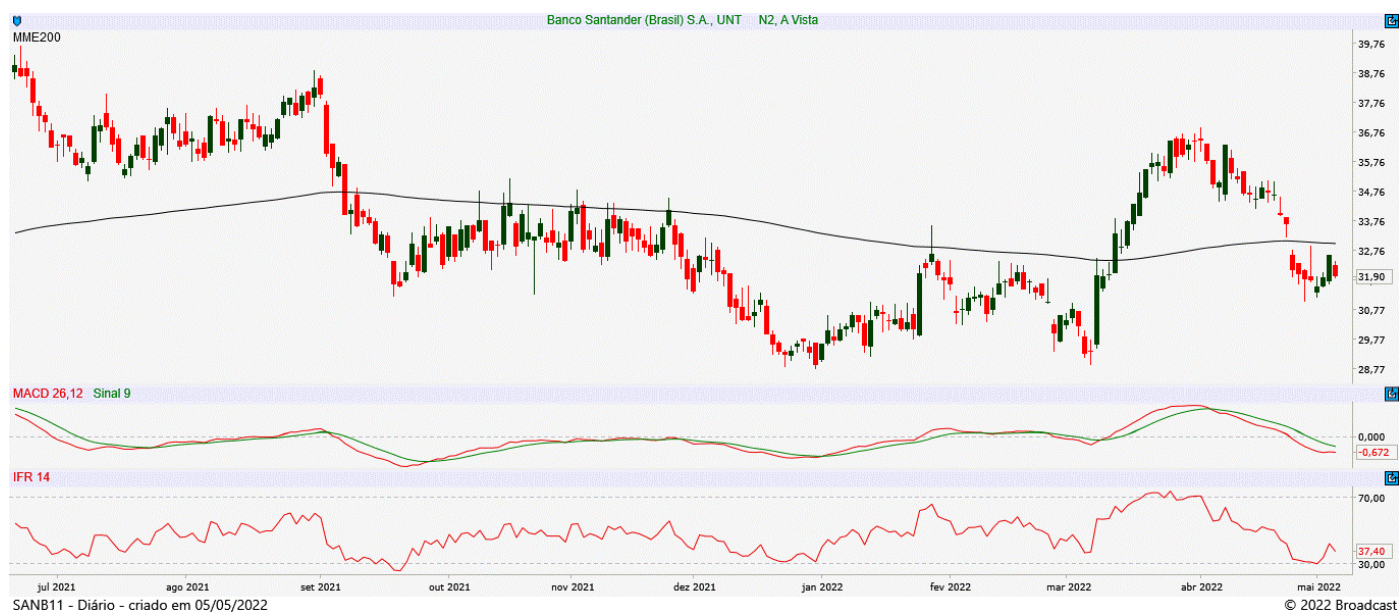 Banco Santander (Brasil) S.A., UNT N2, A Vista
MME200
39,76
38,76
37,76
36,76
35,76
34,76
33,76
32,76
31,90
30,77
29,77
28,77
MACD 26,12 Sinal 9
0,000
-0,672
IFR 14
70,00
37,40
30,00
jul 2021 ago 2021 set 2021 out 2021 nov 2021 dez 2021 jan 2022 fev 2022 mar 2022 abr 2022 mai 2022
SANB11 - Diário - criado em 05/05/2022 © 2022 Broadcast